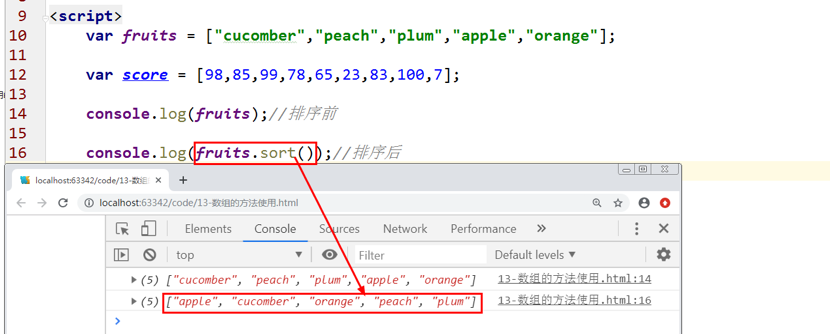 9 <script>
10 var fruits = ["cucomber","peach","plum","apple","orange"];
11
12 var score = [98,85,99,78,65,23,83,100,7];
13
14 console.log(fruits);//排序前
15
16 console.log(fruits.sort());//排序后
localhost:63342/code/13-数组
localhost:63342/code/13-数组的方法使用.html
Elements Console Sources Network Performance
top Filter Default levels
(5) ["cucomber", "peach", "plum", "apple", "orange"] 13-数组的方法使用.html:14
(5) ["apple", "cucomber", "orange", "peach", "plum"] 13-数组的方法使用.html:16